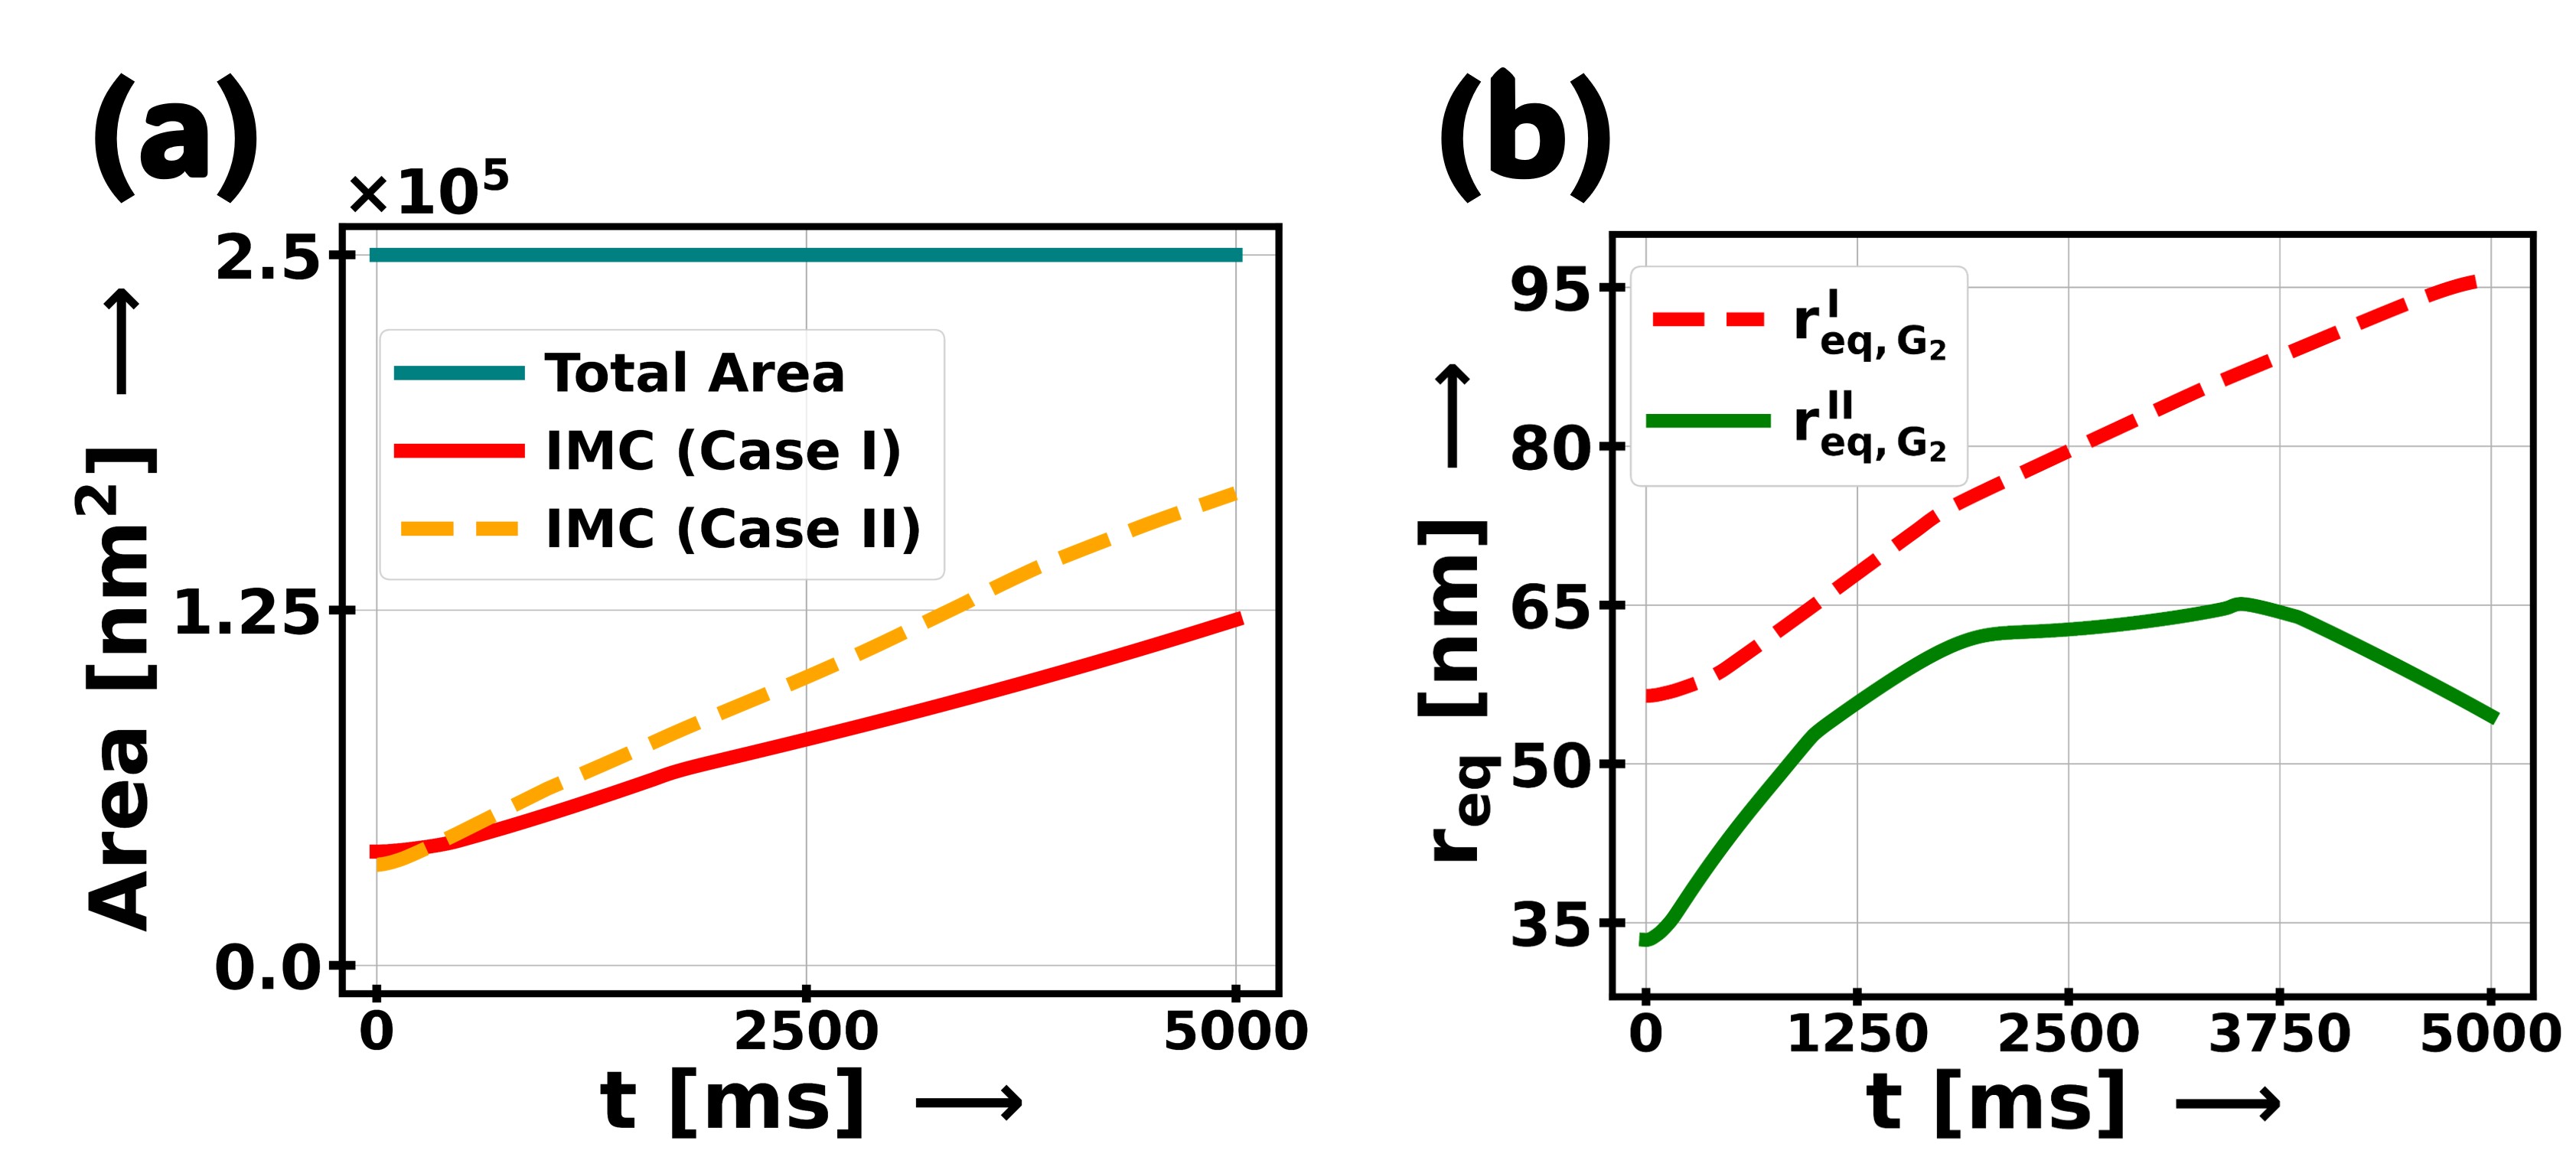 (a)
×10⁵
2.5
1.25
0.0
Area [nm²] ⟶
Total Area
IMC (Case I)
IMC (Case II)
0 2500 5000
t [ms] ⟶
(b)
95
80
65
50
35
r_eq [nm] ⟶
r^I_eq, G₂
r^II_eq, G₂
0 1250 2500 3750 5000
t [ms] ⟶